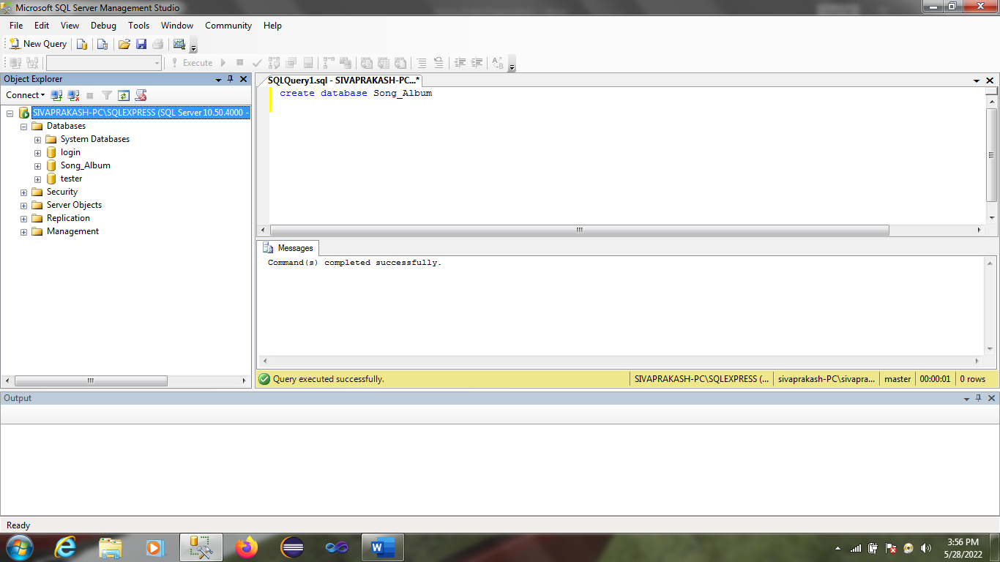 Microsoft SQL Server Management Studio
File Edit View Debug Tools Window Community Help
New Query
Execute
Object Explorer
SQLQuery1.sql - SIVAPRAKASH-PC...*
Connect
create database Song_Album
SIVAPRAKASH-PC\SQLEXPRESS (SQL Server 10.50.4000 -
Databases
System Databases
login
Song_Album
tester
Security
Server Objects
Replication
Management
Messages
Command(s) completed successfully.
Query executed successfully. SIVAPRAKASH-PC\SQLEXPRESS (... sivaprakash-PC\sivapra... master 00:00:01 0 rows
Output
Ready
W
3:56 PM
5/28/2022